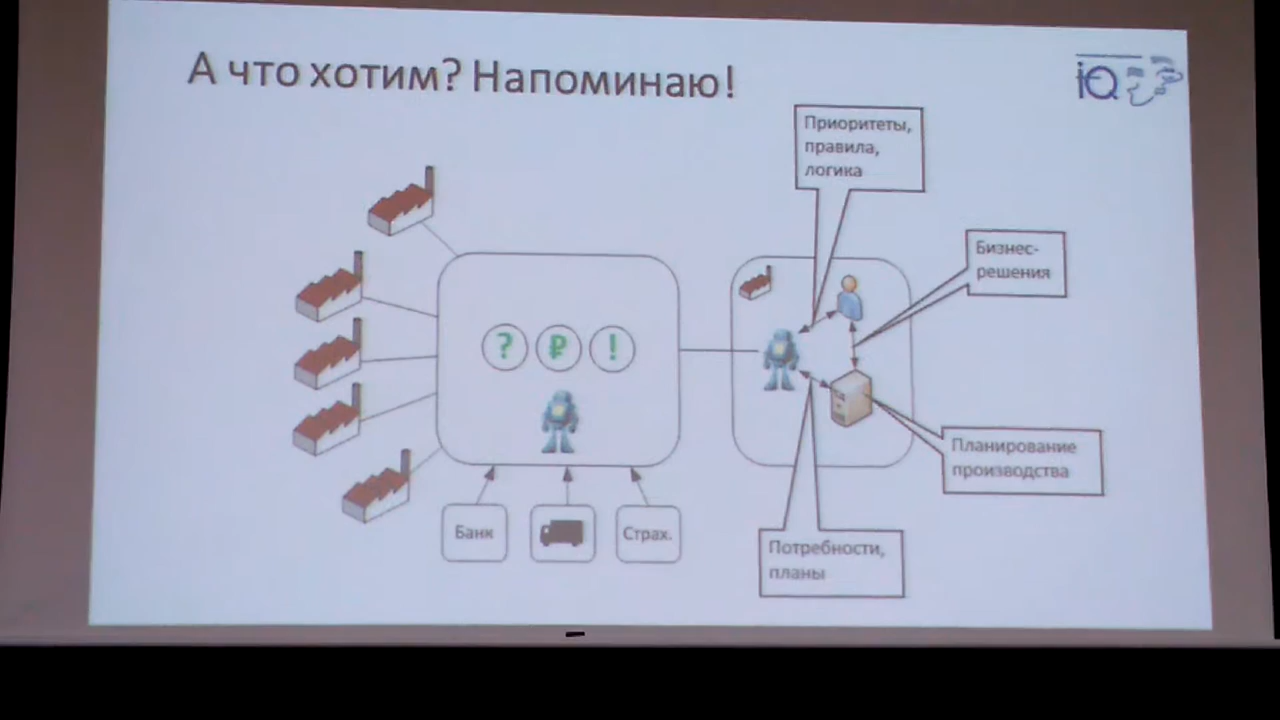 А что хотим? Напоминаю!
iQ
Приоритеты,
правила,
логика
Бизнес-
решения
? ₽ !
Планирование
производства
Банк
Страх.
Потребности,
планы